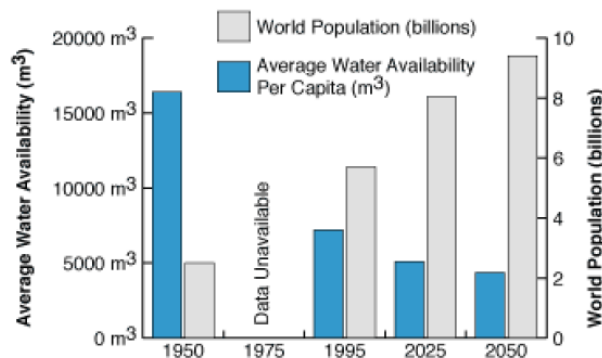 World Population (billions)
Average Water Availability
Per Capita (m³)
Average Water Availability (m³)
20000 m³
15000 m³
10000 m³
5000 m³
0 m³
Data Unavailable
10
8
6
4
2
0
World Population (billions)
1950
1975
1995
2025
2050